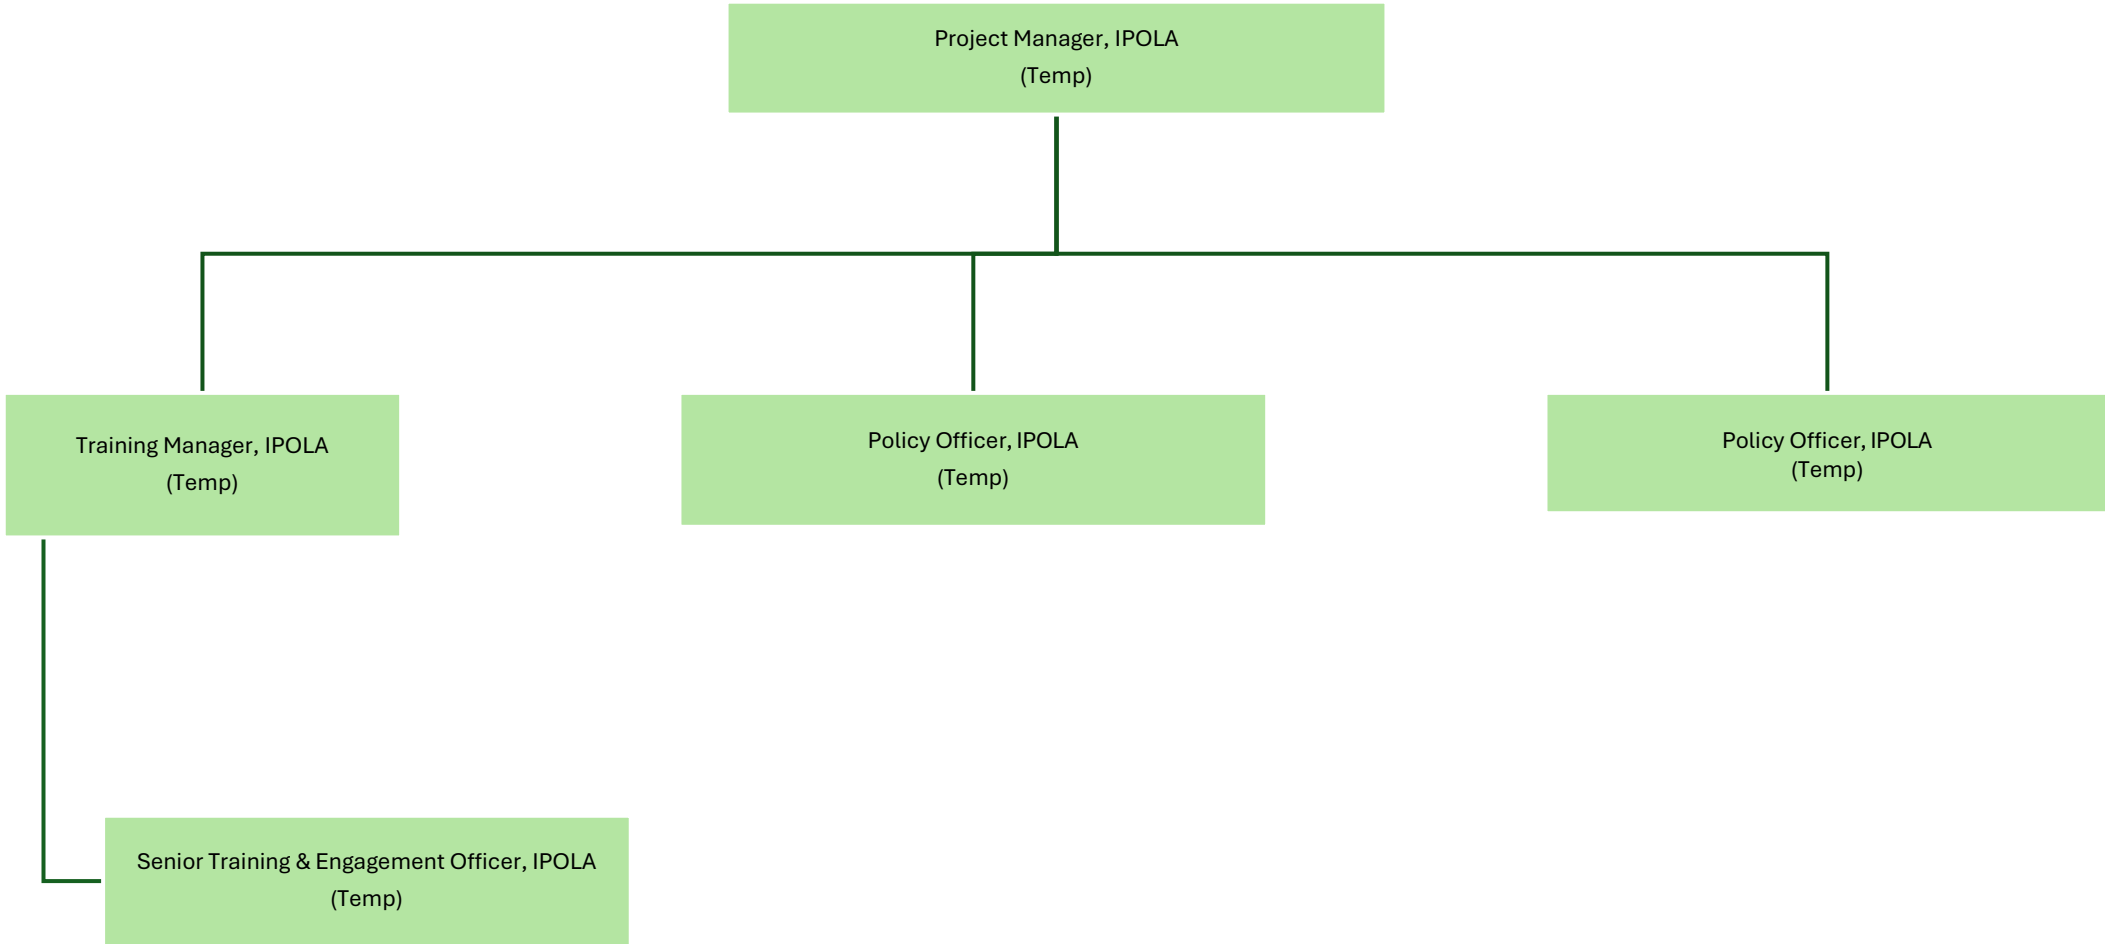 Project Manager, IPOLA
(Temp)
Training Manager, IPOLA
(Temp)
Policy Officer, IPOLA
(Temp)
Policy Officer, IPOLA
(Temp)
Senior Training & Engagement Officer, IPOLA
(Temp)